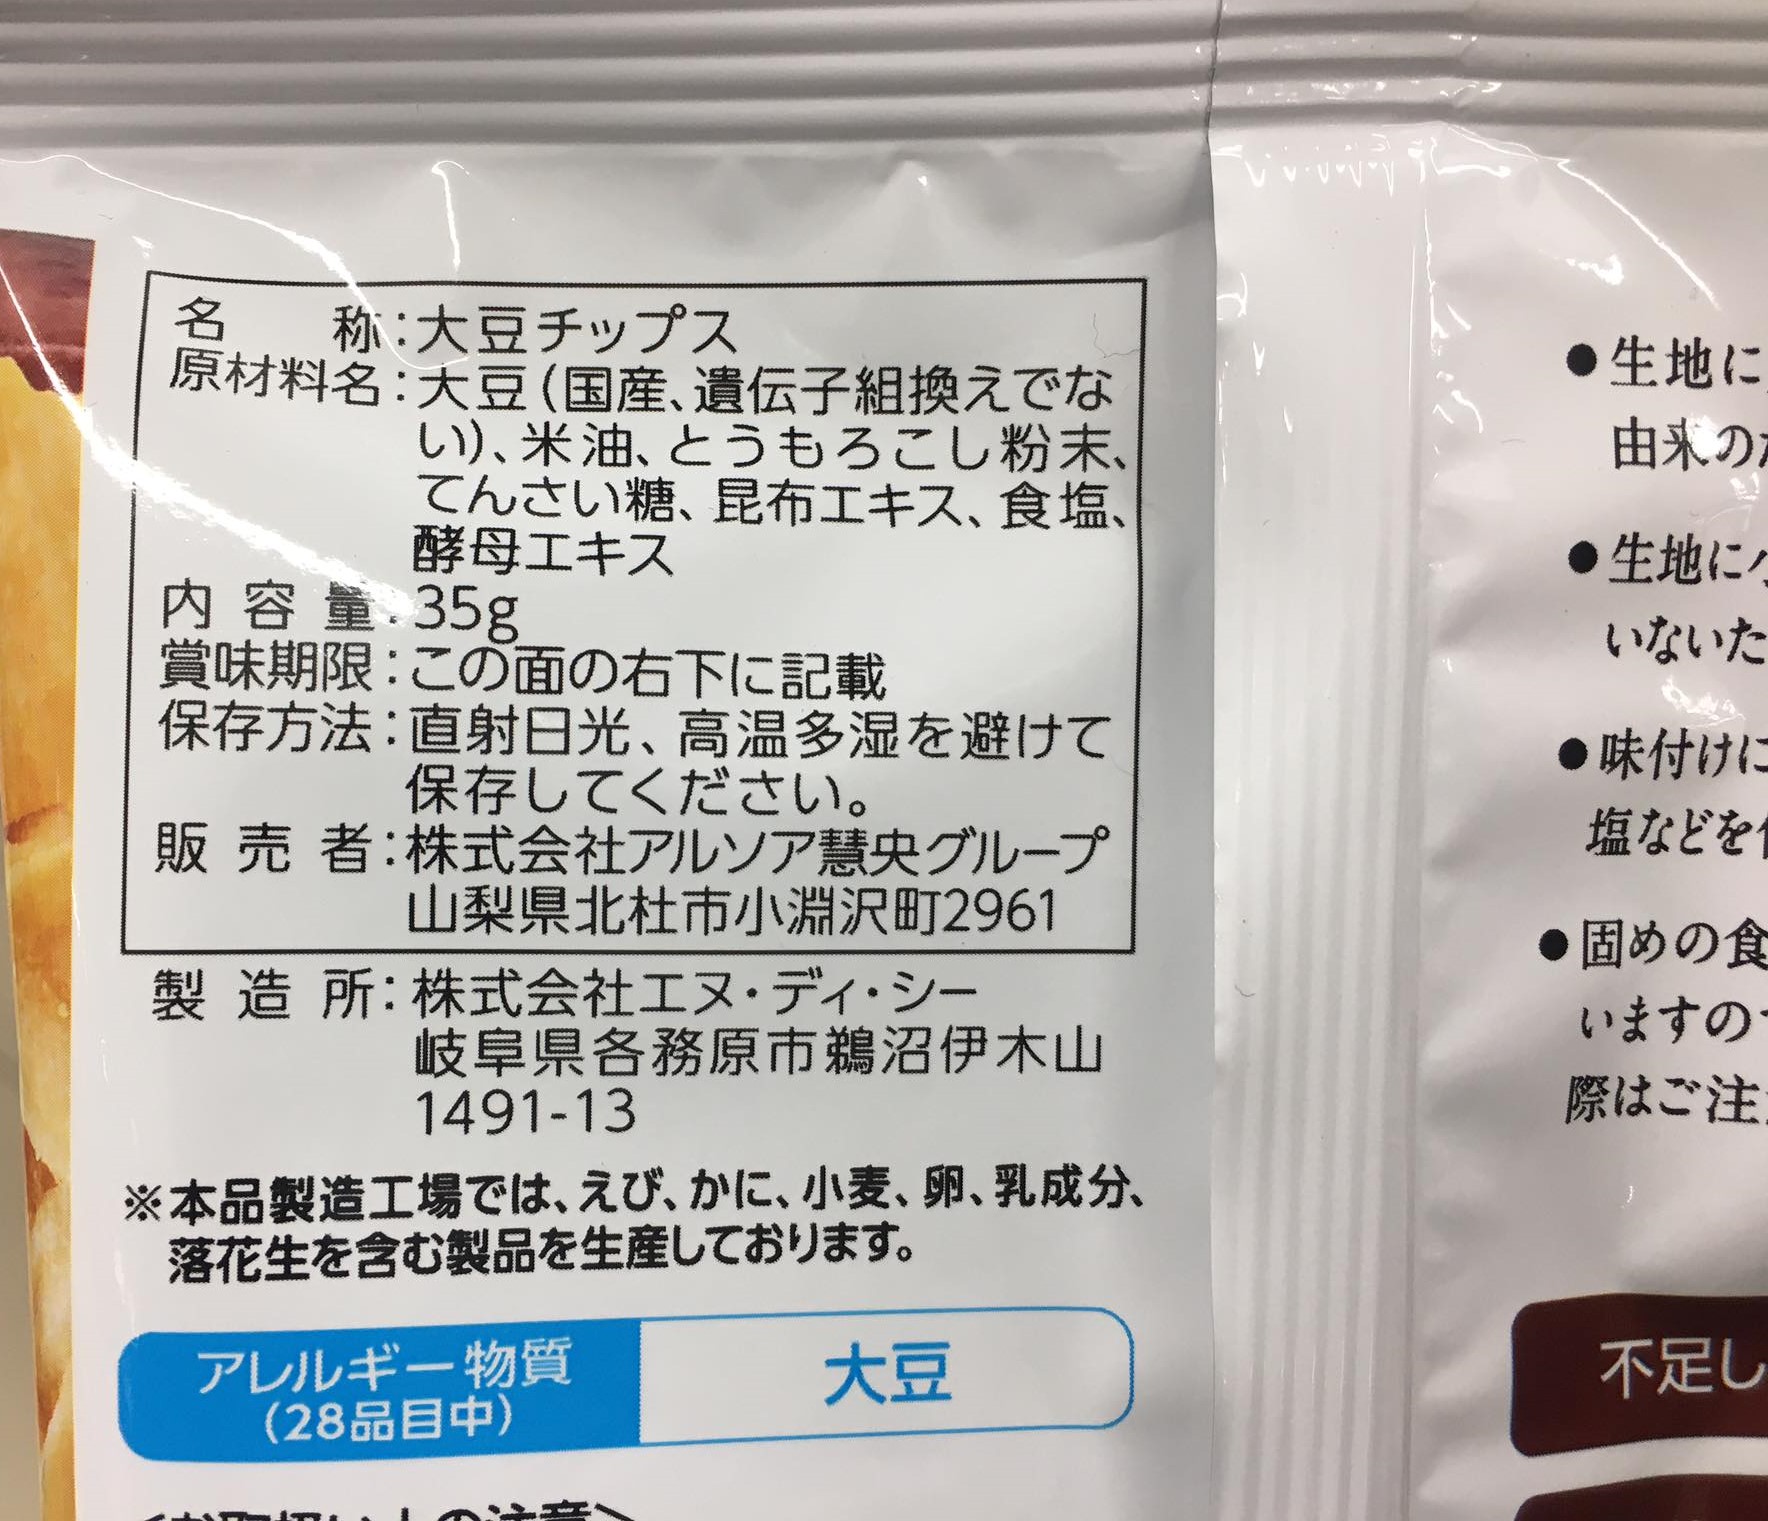 名称：大豆チップス
原材料名：大豆(国産、遺伝子組換えでな
い)、米油、とうもろこし粉末、
てんさい糖、昆布エキス、食塩、
酵母エキス
内容量：35g
賞味期限：この面の右下に記載
保存方法：直射日光、高温多湿を避けて
保存してください。
販売者：株式会社アルソア慧央グループ
山梨県北杜市小淵沢町2961
製造所：株式会社エヌ・ディ・シー
岐阜県各務原市鵜沼伊木山
1491-13
※本品製造工場では、えび、かに、小麦、卵、乳成分、
落花生を含む製品を生産しております。
アレルギー物質
(28品目中)
大豆
●生地に
由来の
●生地に
いないた
●味付けに
塩などを
●固めの食
いますの
際はご注
不足し